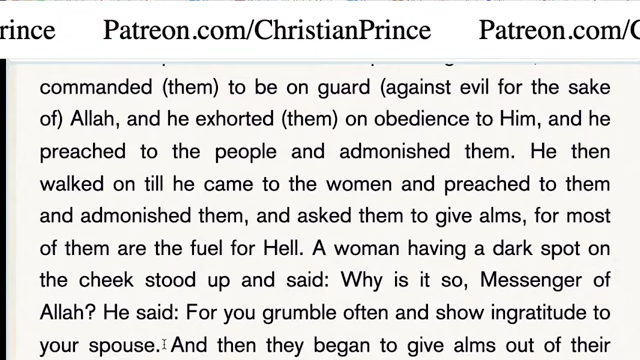 rince Patreon.com/ChristianPrince Patreon.com/C
commanded (them) to be on guard (against evil for the sake
of) Allah, and he exhorted (them) on obedience to Him, and he
preached to the people and admonished them. He then
walked on till he came to the women and preached to them
and admonished them, and asked them to give alms, for most
of them are the fuel for Hell. A woman having a dark spot on
the cheek stood up and said: Why is it so, Messenger of
Allah? He said: For you grumble often and show ingratitude to
your spouse. And then they began to give alms out of their